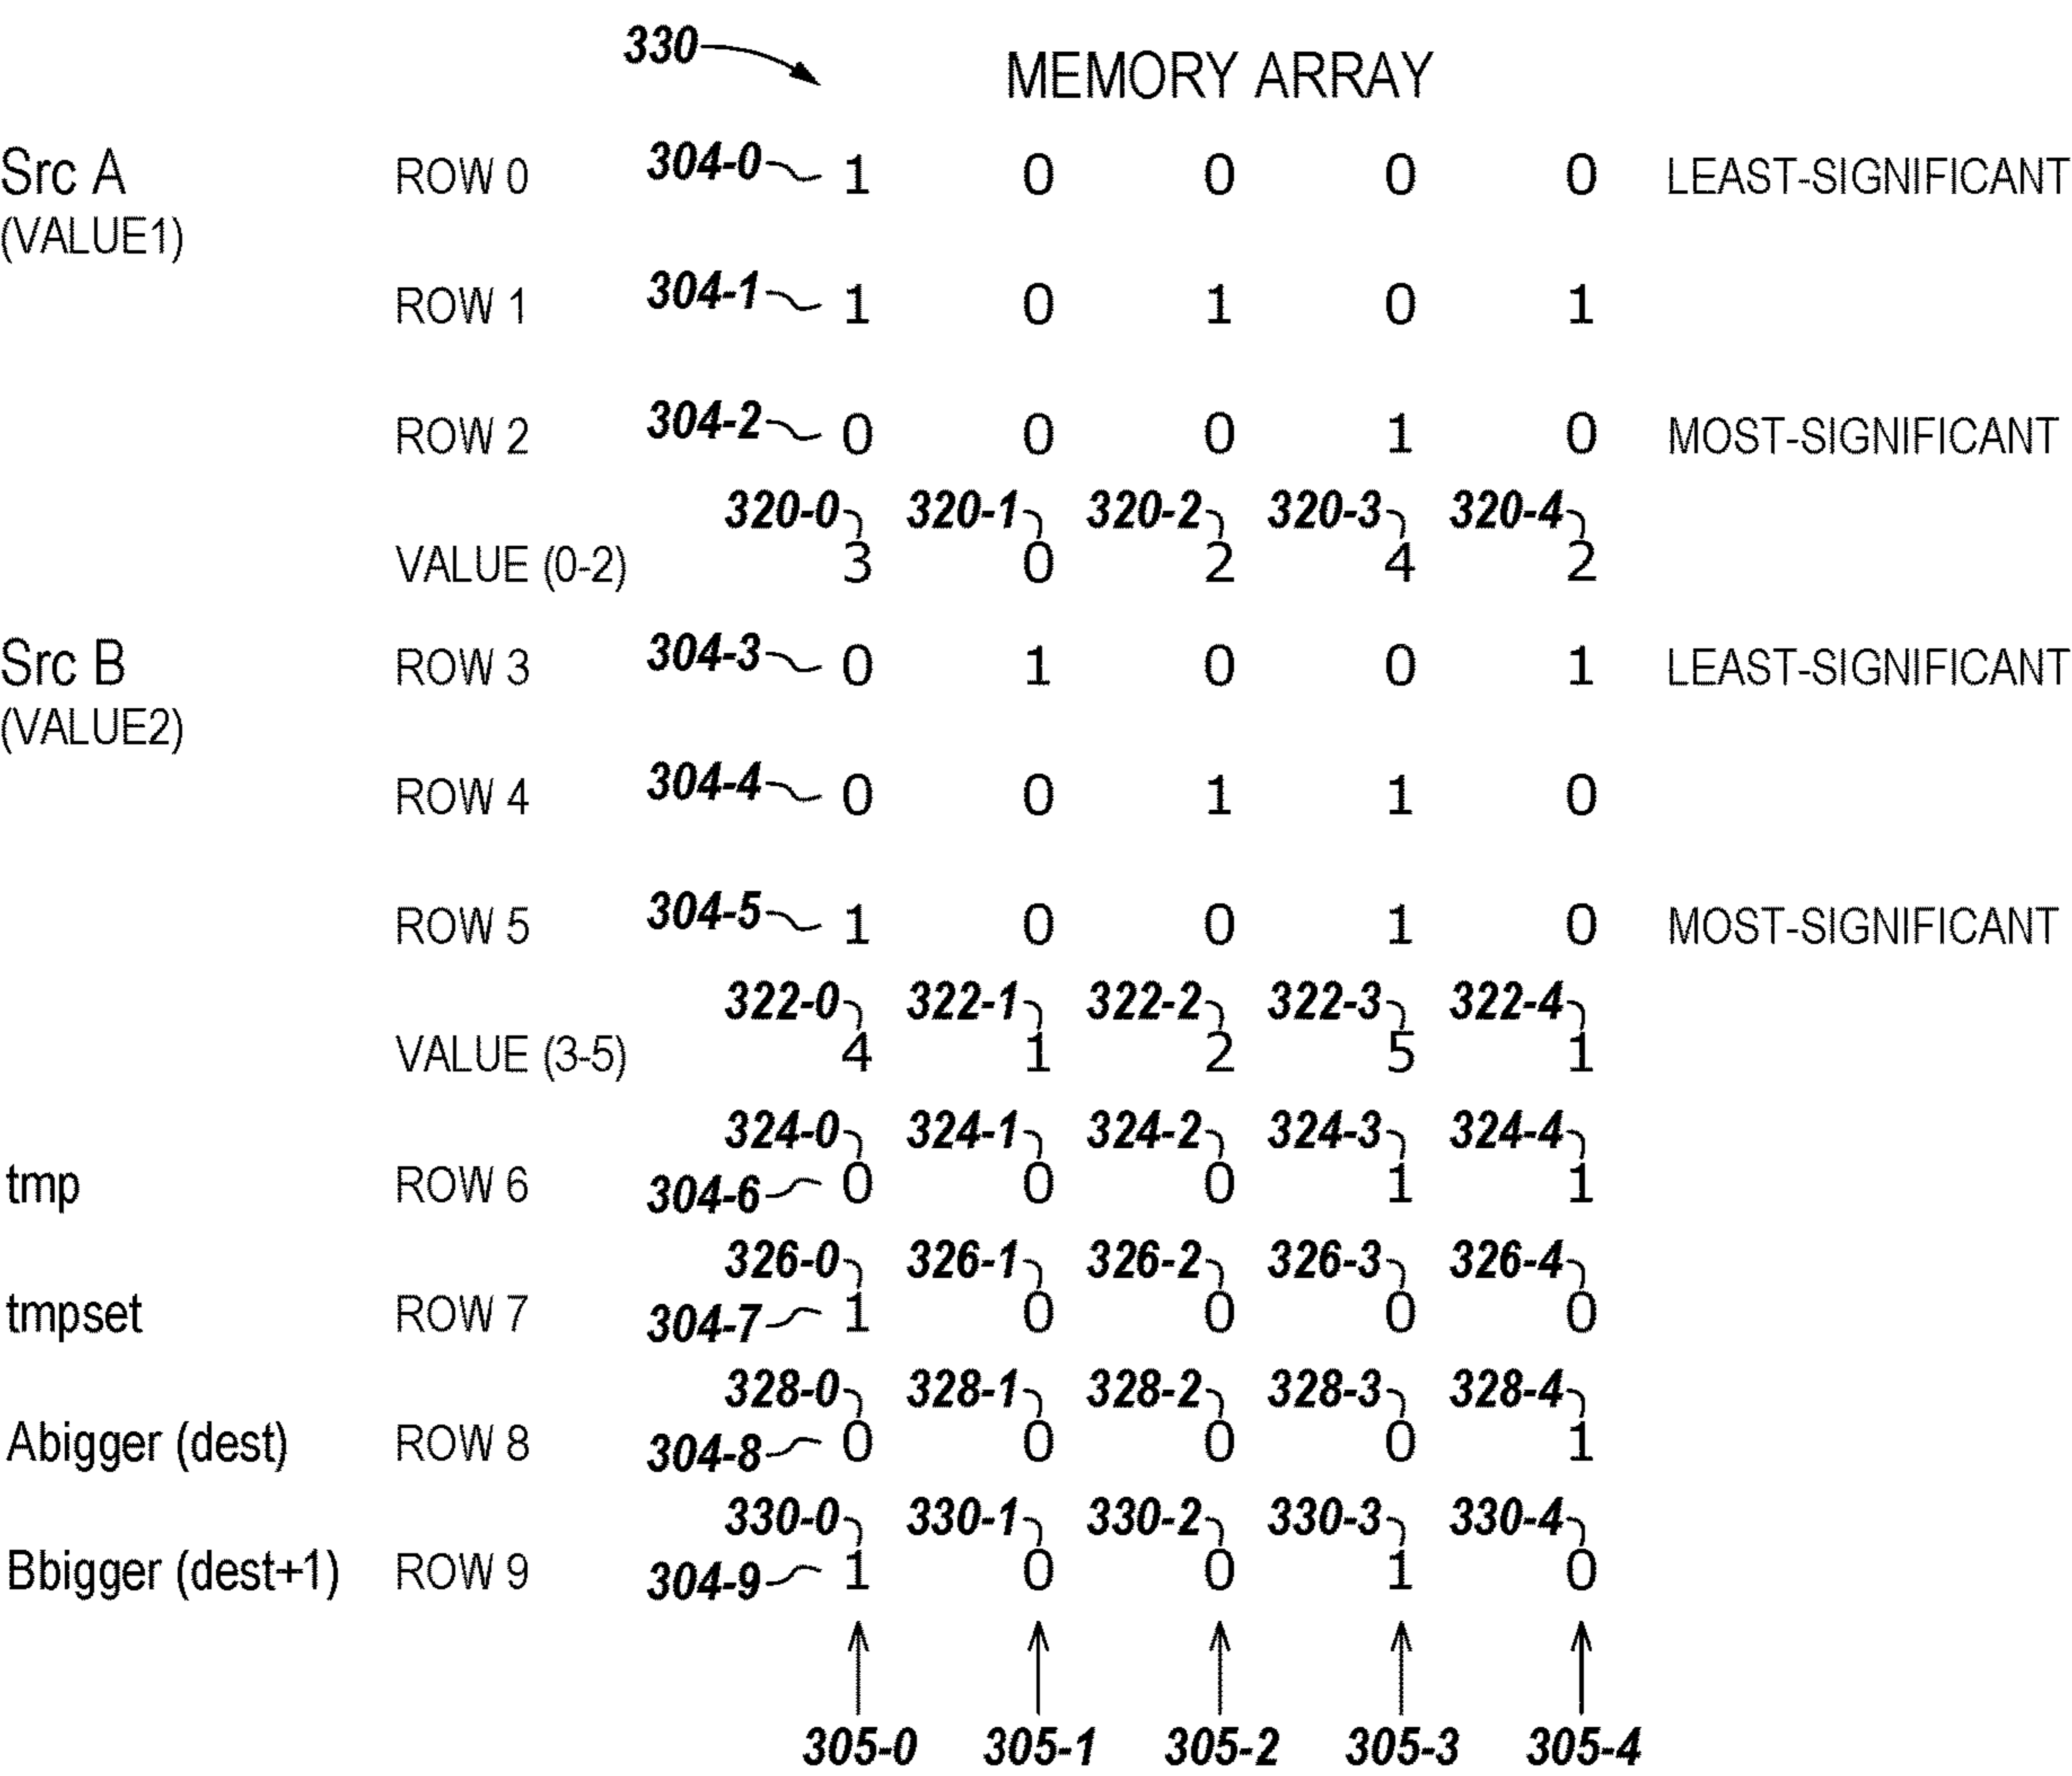 330 MEMORY ARRAY
Src A ROW 0 304-0 1 0 0 0 0 LEAST-SIGNIFICANT
(VALUE1)
ROW 1 304-1 1 0 1 0 1
ROW 2 304-2 0 0 0 1 0 MOST-SIGNIFICANT
320-0 320-1 320-2 320-3 320-4
VALUE (0-2) 3 0 2 4 2
Src B ROW 3 304-3 0 1 0 0 1 LEAST-SIGNIFICANT
(VALUE2)
ROW 4 304-4 0 0 1 1 0
ROW 5 304-5 1 0 0 1 0 MOST-SIGNIFICANT
322-0 322-1 322-2 322-3 322-4
VALUE (3-5) 4 1 2 5 1
324-0 324-1 324-2 324-3 324-4
tmp ROW 6 304-6 0 0 0 1 1
326-0 326-1 326-2 326-3 326-4
tmpset ROW 7 304-7 1 0 0 0 0
328-0 328-1 328-2 328-3 328-4
Abigger (dest) ROW 8 304-8 0 0 0 0 1
330-0 330-1 330-2 330-3 330-4
Bbigger (dest+1) ROW 9 304-9 1 0 0 1 0
305-0 305-1 305-2 305-3 305-4